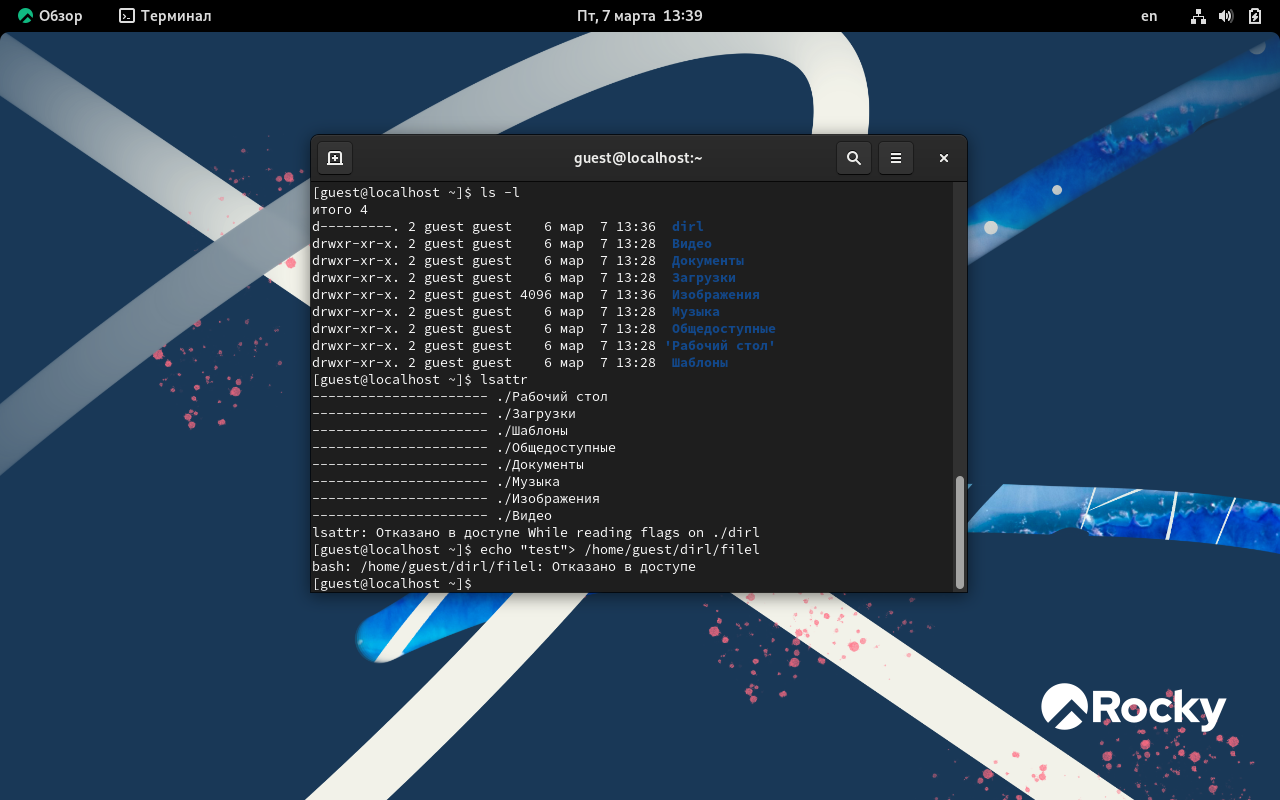 Обзор Терминал Пт, 7 марта 13:39 en
guest@localhost:~
[guest@localhost ~]$ ls -l
итого 4
d---------. 2 guest guest    6 мар  7 13:36  dirl
drwxr-xr-x. 2 guest guest    6 мар  7 13:28  Видео
drwxr-xr-x. 2 guest guest    6 мар  7 13:28  Документы
drwxr-xr-x. 2 guest guest    6 мар  7 13:28  Загрузки
drwxr-xr-x. 2 guest guest 4096 мар  7 13:36  Изображения
drwxr-xr-x. 2 guest guest    6 мар  7 13:28  Музыка
drwxr-xr-x. 2 guest guest    6 мар  7 13:28  Общедоступные
drwxr-xr-x. 2 guest guest    6 мар  7 13:28 'Рабочий стол'
drwxr-xr-x. 2 guest guest    6 мар  7 13:28  Шаблоны
[guest@localhost ~]$ lsattr
---------------------- ./Рабочий стол
---------------------- ./Загрузки
---------------------- ./Шаблоны
---------------------- ./Общедоступные
---------------------- ./Документы
---------------------- ./Музыка
---------------------- ./Изображения
---------------------- ./Видео
lsattr: Отказано в доступе While reading flags on ./dirl
[guest@localhost ~]$ echo "test"> /home/guest/dirl/filel
bash: /home/guest/dirl/filel: Отказано в доступе
[guest@localhost ~]$
Rocky